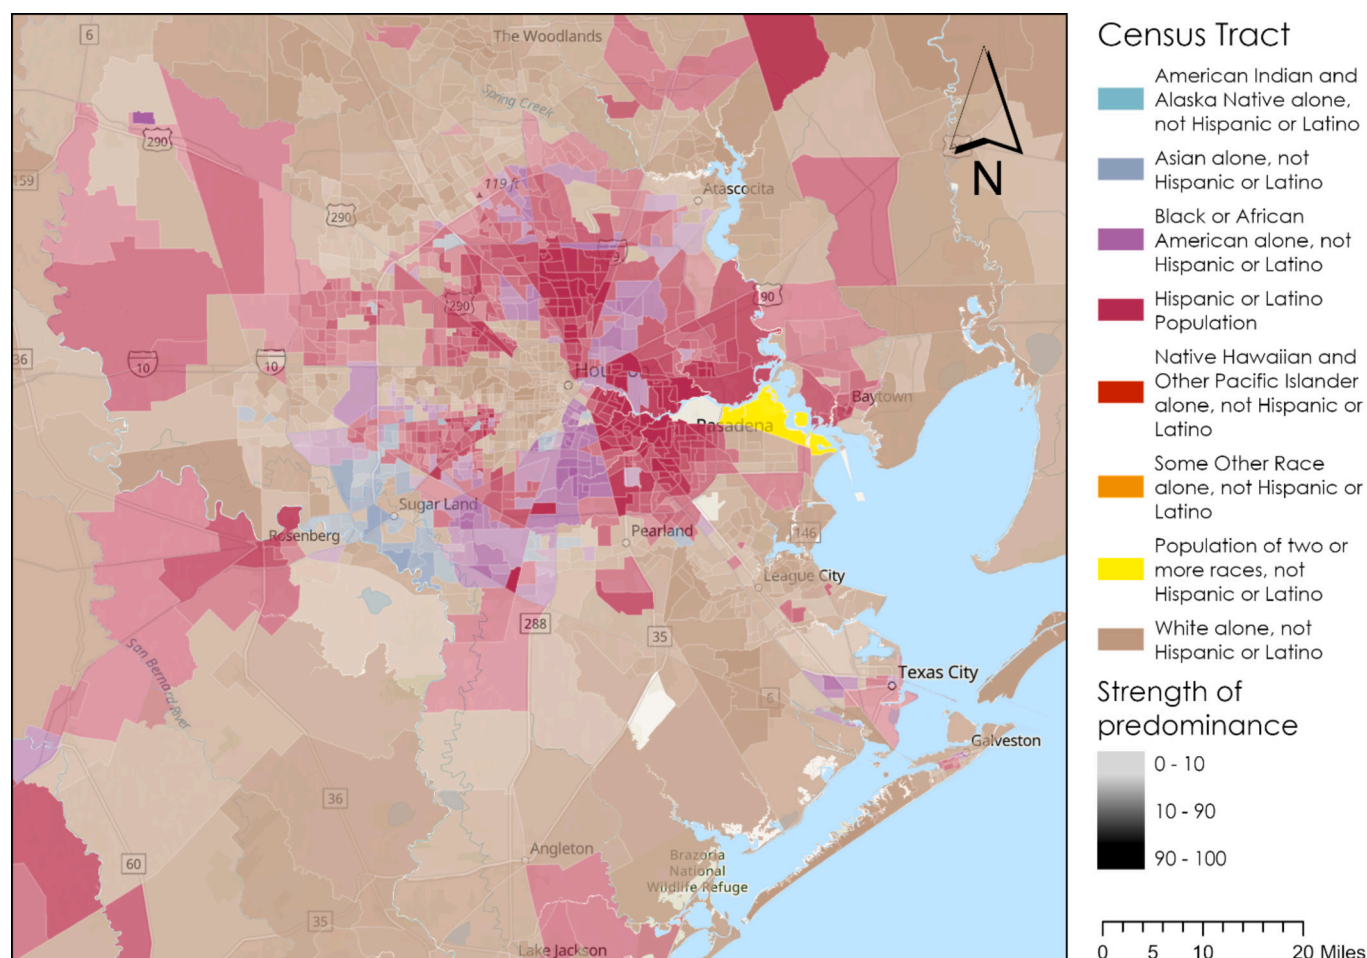 6
The Woodlands
Spring Creek
290
159
119 ft
Atascocita
N
290
9
290
90
36
10
10
Houston
Baytown
Pasadena
Sugar Land
Rosenberg
Pearland
146
League City
288
35
San Bernard River
Texas City
6
Galveston
36
Angleton
60
Brazoria
National
Wildlife Refuge
35
Lake Jackson
Census Tract
American Indian and
Alaska Native alone,
not Hispanic or Latino
Asian alone, not
Hispanic or Latino
Black or African
American alone, not
Hispanic or Latino
Hispanic or Latino
Population
Native Hawaiian and
Other Pacific Islander
alone, not Hispanic or
Latino
Some Other Race
alone, not Hispanic or
Latino
Population of two or
more races, not
Hispanic or Latino
White alone, not
Hispanic or Latino
Strength of
predominance
0 - 10
10 - 90
90 - 100
0 5 10 20 Miles